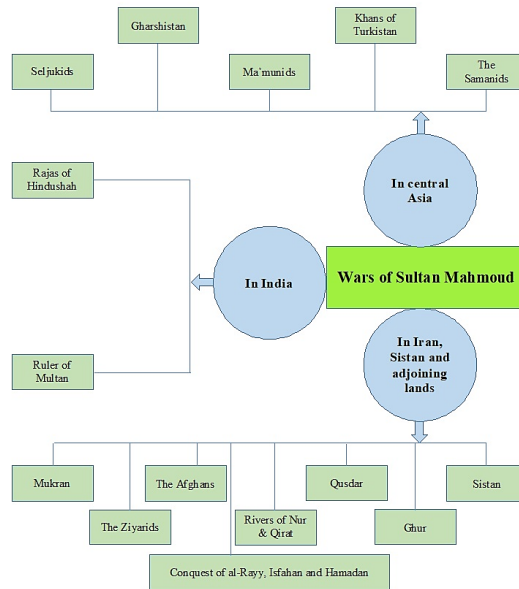 Gharshistan
Khans of
Turkistan
Seljukids
Ma'munids
The
Samanids
In central
Asia
Rajas of
Hindushah
In India
Wars of Sultan Mahmoud
Ruler of
Multan
In Iran,
Sistan and
adjoining
lands
Mukran
The Afghans
Qusdar
Sistan
The Ziyarids
Rivers of Nur
& Qirat
Ghur
Conquest of al-Rayy, Isfahan and Hamadan